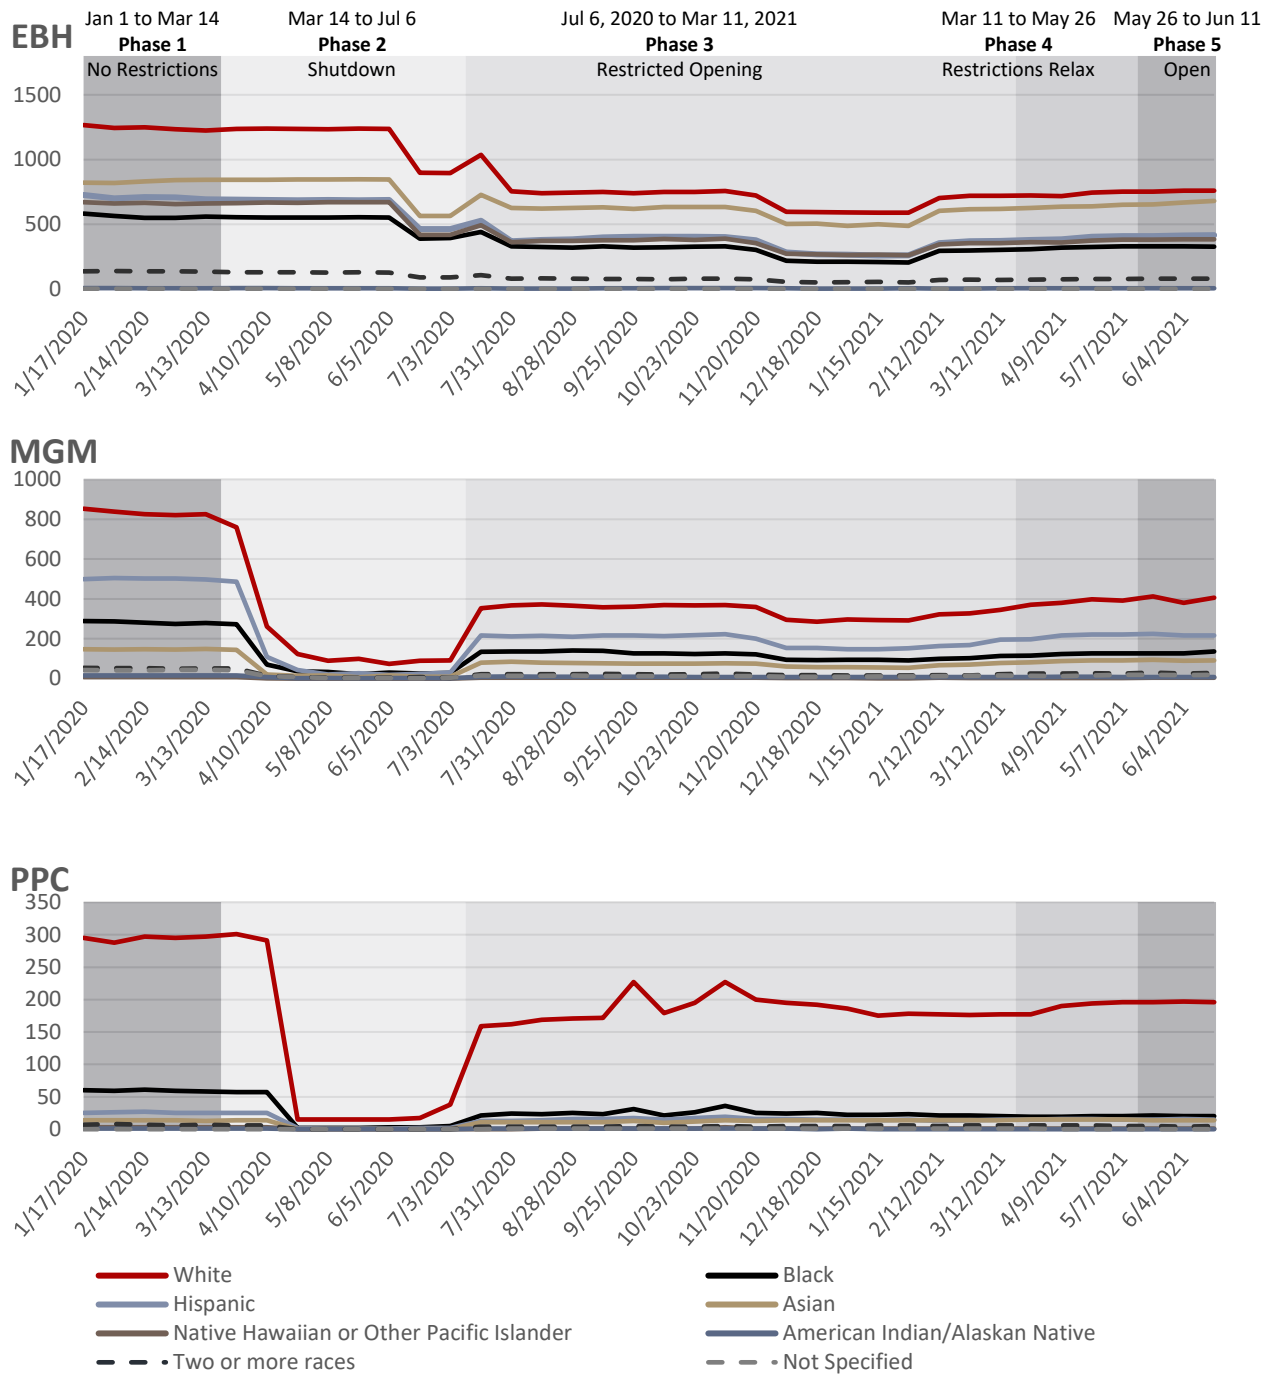 Jan 1 to Mar 14 Mar 14 to Jul 6 Jul 6, 2020 to Mar 11, 2021 Mar 11 to May 26 May 26 to Jun 11
EBH Phase 1 Phase 2 Phase 3 Phase 4 Phase 5
No Restrictions Shutdown Restricted Opening Restrictions Relax Open
1500
1000
500
0
1/17/2020 2/14/2020 3/13/2020 4/10/2020 5/8/2020 6/5/2020 7/3/2020 7/31/2020 8/28/2020 9/25/2020 10/23/2020 11/20/2020 12/18/2020 1/15/2021 2/12/2021 3/12/2021 4/9/2021 5/7/2021 6/4/2021
MGM
1000
800
600
400
200
0
1/17/2020 2/14/2020 3/13/2020 4/10/2020 5/8/2020 6/5/2020 7/3/2020 7/31/2020 8/28/2020 9/25/2020 10/23/2020 11/20/2020 12/18/2020 1/15/2021 2/12/2021 3/12/2021 4/9/2021 5/7/2021 6/4/2021
PPC
350
300
250
200
150
100
50
0
1/17/2020 2/14/2020 3/13/2020 4/10/2020 5/8/2020 6/5/2020 7/3/2020 7/31/2020 8/28/2020 9/25/2020 10/23/2020 11/20/2020 12/18/2020 1/15/2021 2/12/2021 3/12/2021 4/9/2021 5/7/2021 6/4/2021
White Black
Hispanic Asian
Native Hawaiian or Other Pacific Islander American Indian/Alaskan Native
Two or more races Not Specified